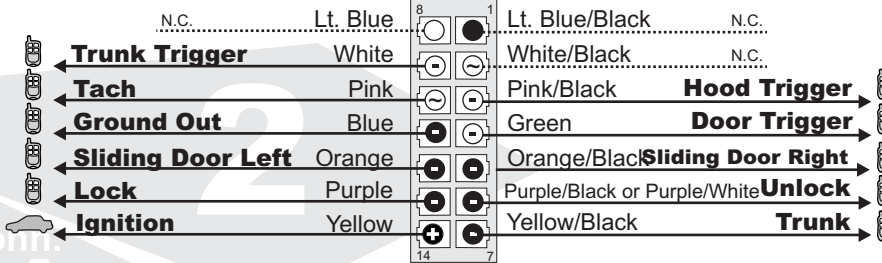 N.C. Lt. Blue 8 1 Lt. Blue/Black N.C.
Trunk Trigger White White/Black N.C.
Tach Pink Pink/Black Hood Trigger
Ground Out Blue Green Door Trigger
Sliding Door Left Orange Orange/Black Sliding Door Right
Lock Purple Purple/Black or Purple/White Unlock
Ignition Yellow Yellow/Black Trunk
14 7
2